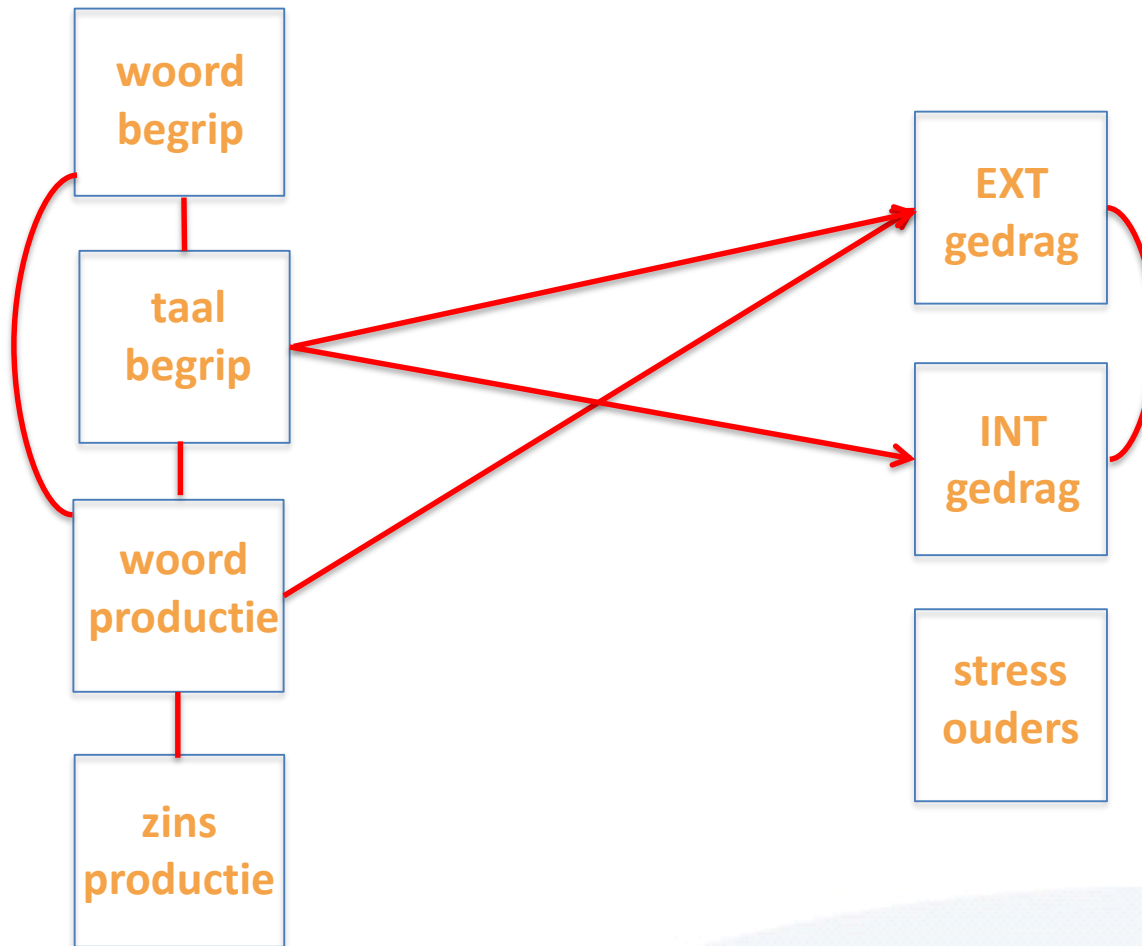 woord
begrip
taal
begrip
woord
productie
zins
productie
EXT
gedrag
INT
gedrag
stress
ouders